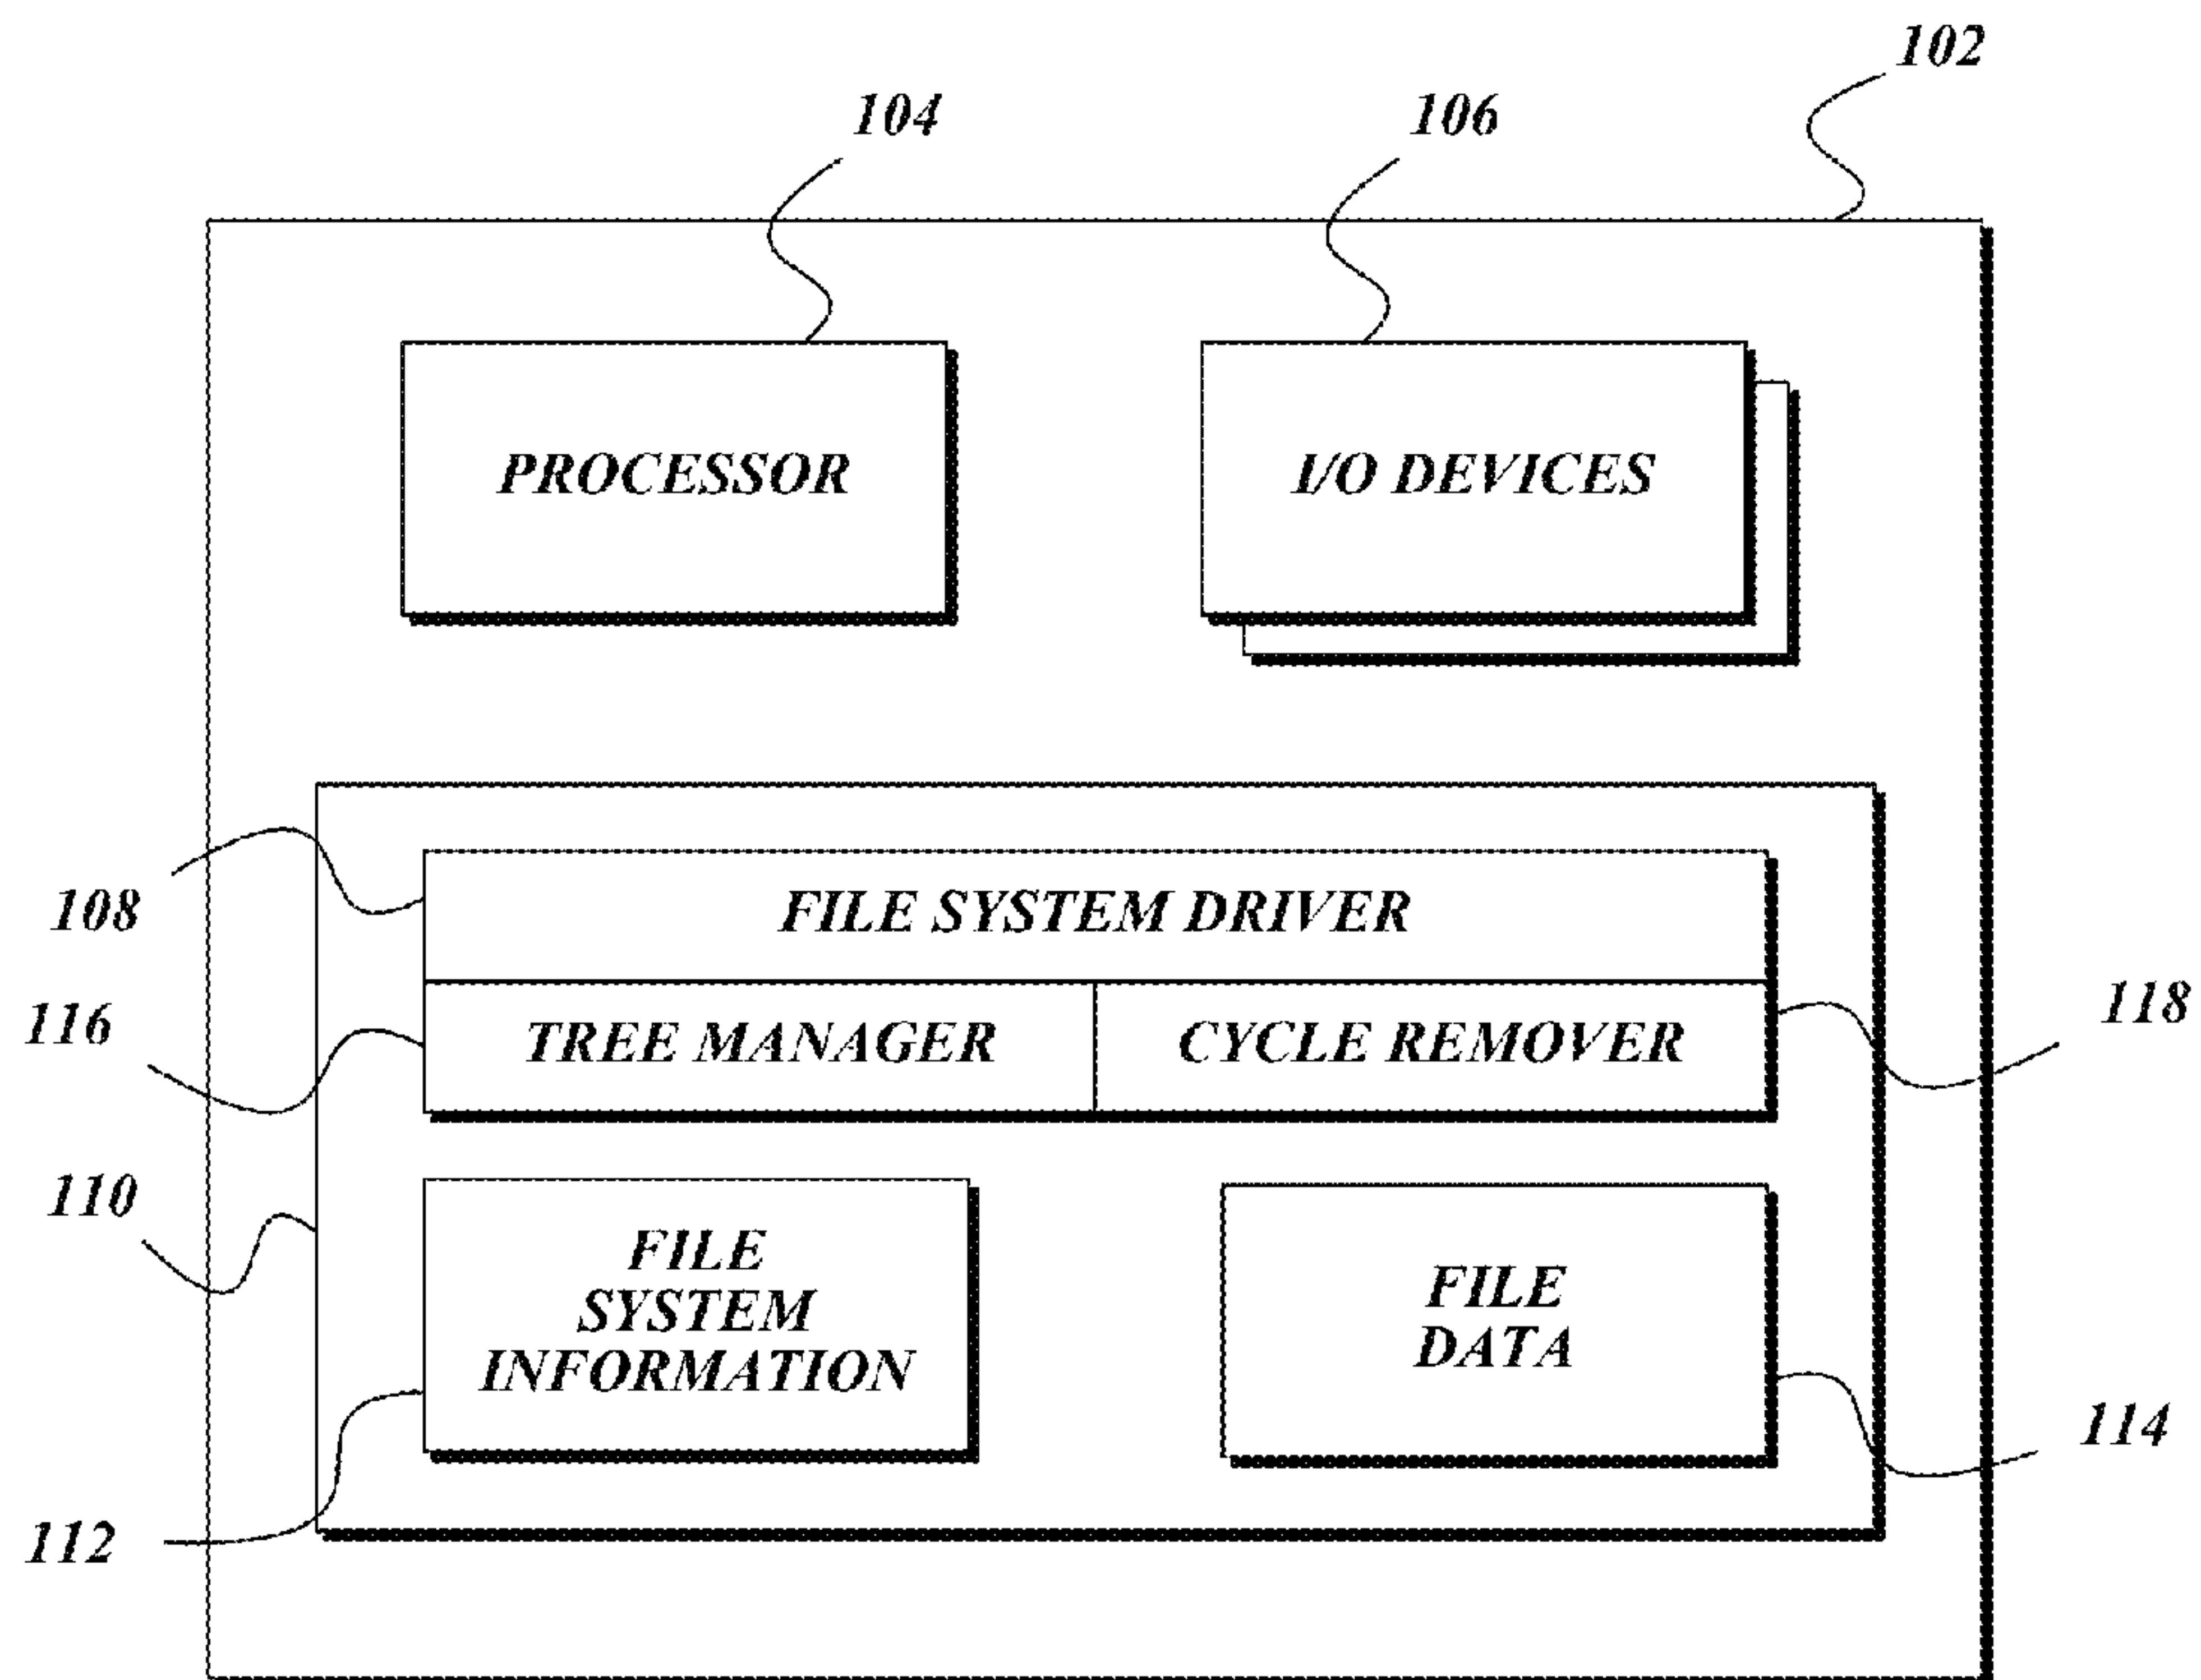 102
104
106
PROCESSOR
I/O DEVICES
108
FILE SYSTEM DRIVER
116
TREE MANAGER
CYCLE REMOVER
118
110
FILE
SYSTEM
INFORMATION
FILE
DATA
114
112